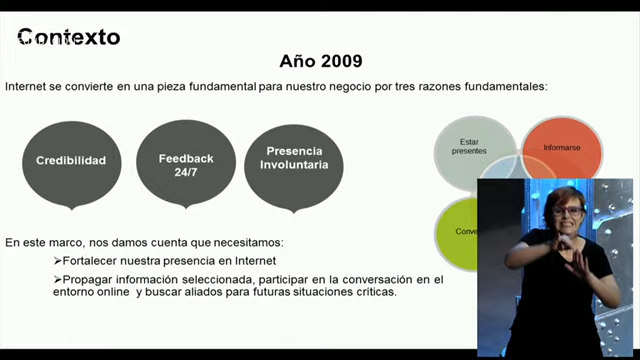 Contexto
Año 2009
Internet se convierte en una pieza fundamental para nuestro negocio por tres razones fundamentales:
Credibilidad
Feedback
24/7
Presencia
Involuntaria
Estar
presentes
Informarse
En este marco, nos damos cuenta que necesitamos:
➢Fortalecer nuestra presencia en Internet
➢Propagar información seleccionada, participar en la conversación en el
entorno online y buscar aliados para futuras situaciones críticas.